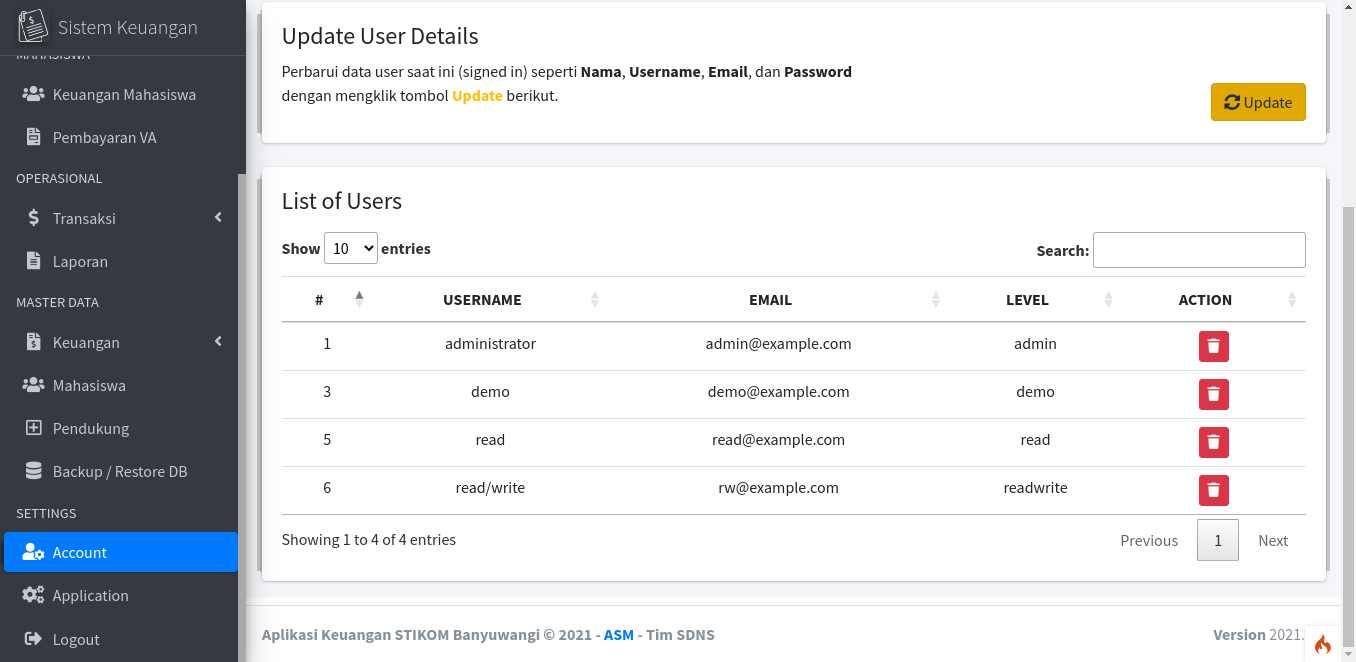 Sistem Keuangan
MAHASISWA
Keuangan Mahasiswa
Pembayaran VA
OPERASIONAL
Transaksi
Laporan
MASTER DATA
Keuangan
Mahasiswa
Pendukung
Backup / Restore DB
SETTINGS
Account
Application
Logout
Update User Details
Perbarui data user saat ini (signed in) seperti Nama, Username, Email, dan Password
dengan mengklik tombol Update berikut.
Update
List of Users
Show 10 entries
Search:
# USERNAME EMAIL LEVEL ACTION
1 administrator admin@example.com admin
3 demo demo@example.com demo
5 read read@example.com read
6 read/write rw@example.com readwrite
Showing 1 to 4 of 4 entries
Previous 1 Next
Aplikasi Keuangan STIKOM Banyuwangi © 2021 - ASM - Tim SDNS
Version 2021.